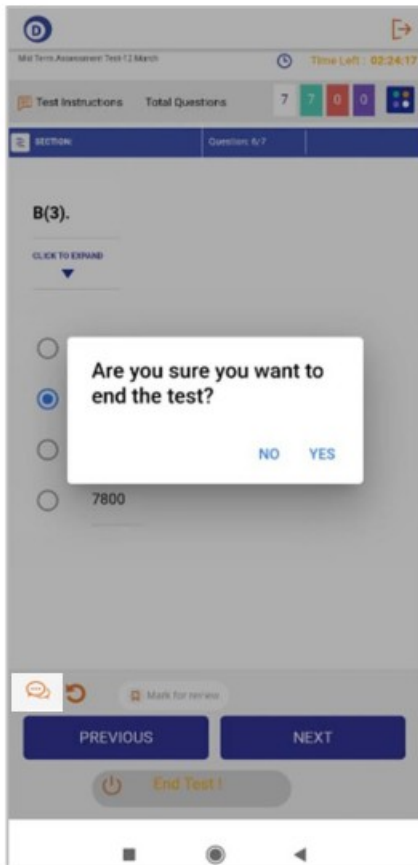 D
Mid Term Assessment Test-12 March
Time Left : 02:24:17
Test Instructions Total Questions 7 7 0 0
SECTION: Question: 6/7
B(3).
CLICK TO EXPAND
Are you sure you want to
end the test?
NO YES
7800
Mark for review
PREVIOUS NEXT
End Test !